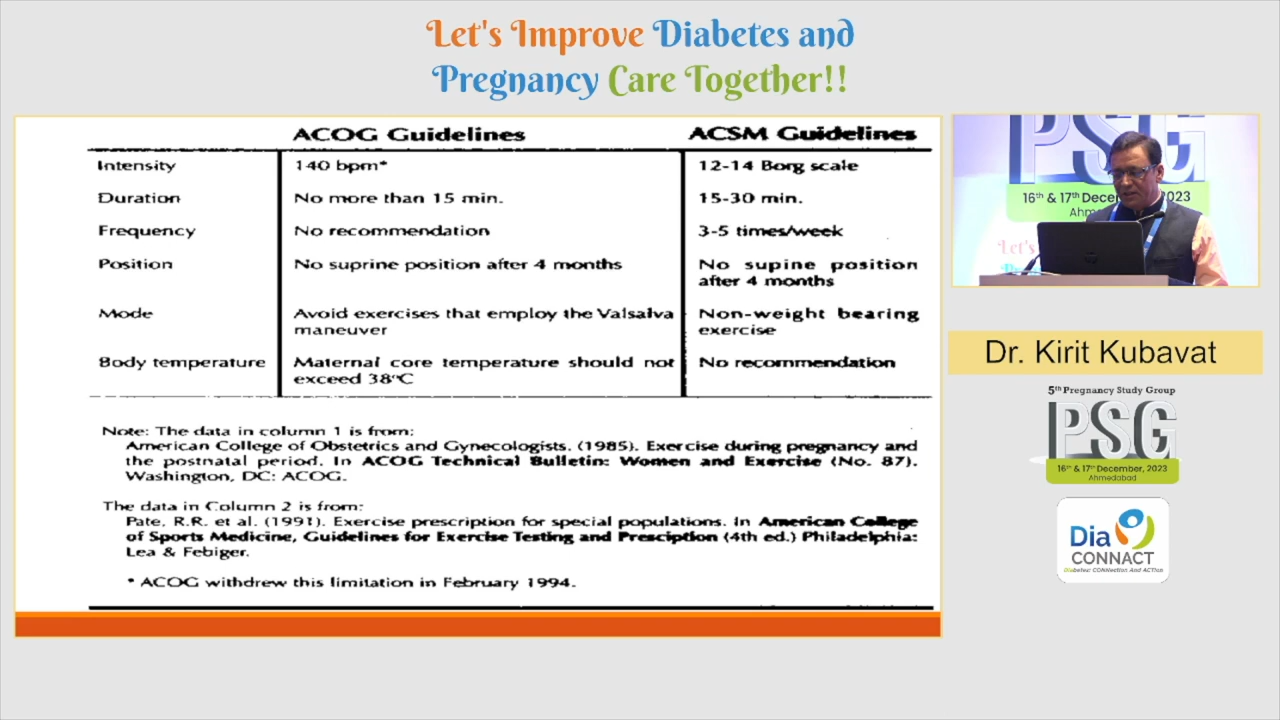 Let's Improve Diabetes and
Pregnancy Care Together!!
ACOG Guidelines ACSM Guidelines
Intensity 140 bpm* 12-14 Borg scale
Duration No more than 15 min. 15-30 min.
Frequency No recommendation 3-5 times/week
Position No suprine position after 4 months No supine position
after 4 months
Mode Avoid exercises that employ the Valsalva Non-weight bearing
maneuver exercise
Body temperature Maternal core temperature should not No recommendation
exceed 38°C
Note: The data in column 1 is from:
American College of Obstetrics and Gynecologists. (1985). Exercise during pregnancy and
the postnatal period. In ACOG Technical Bulletin: Women and Exercise (No. 87).
Washington, DC: ACOG.
The data in Column 2 is from:
Pate, R.R. et al. (1991). Exercise prescription for special populations. In American College
of Sports Medicine, Guidelines for Exercise Testing and Presciption (4th ed.) Philadelphia:
Lea & Febiger.
* ACOG withdrew this limitation in February 1994.
PSG
16th & 17th Decem 2023
Ahm
Let's
Dr. Kirit Kubavat
5th Pregnancy Study Group
PSG
16th & 17th December, 2023
Ahmedabad
Dia
CONNACT
Diabetes: CONNection And ACTion